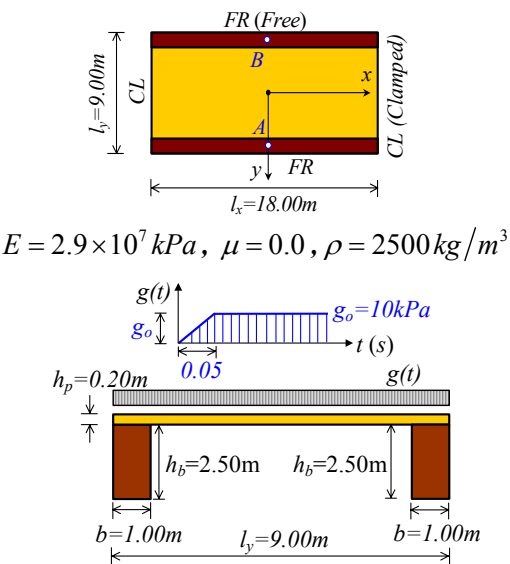 FR (Free)
B
CL
x
CL (Clamped)
l_y=9.00m
A
y
FR
l_x=18.00m
E = 2.9×10^7 kPa, μ = 0.0, ρ = 2500 kg/m^3
g(t)
g_o
g_o=10kPa
t (s)
0.05
h_p=0.20m
g(t)
h_b=2.50m
h_b=2.50m
b=1.00m
l_y=9.00m
b=1.00m